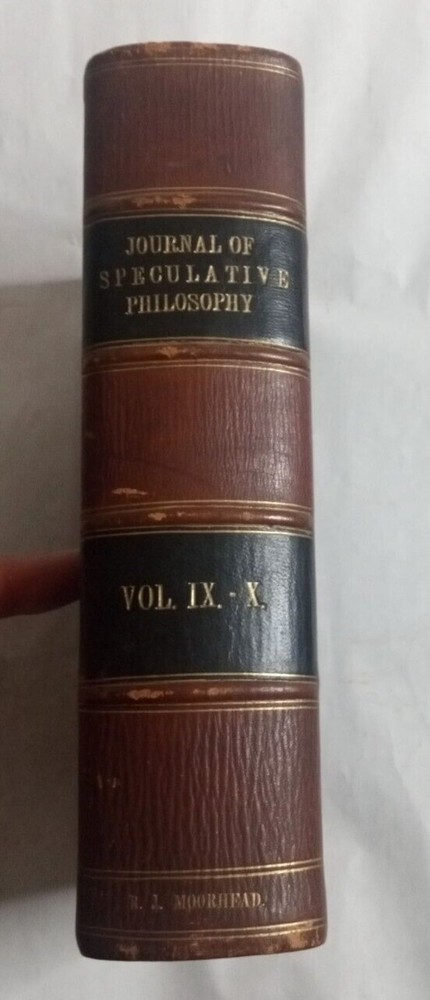 JOURNAL OF
SPECULATIVE
PHILOSOPHY
VOL. IX. - X.
R. J. MOORHEAD.